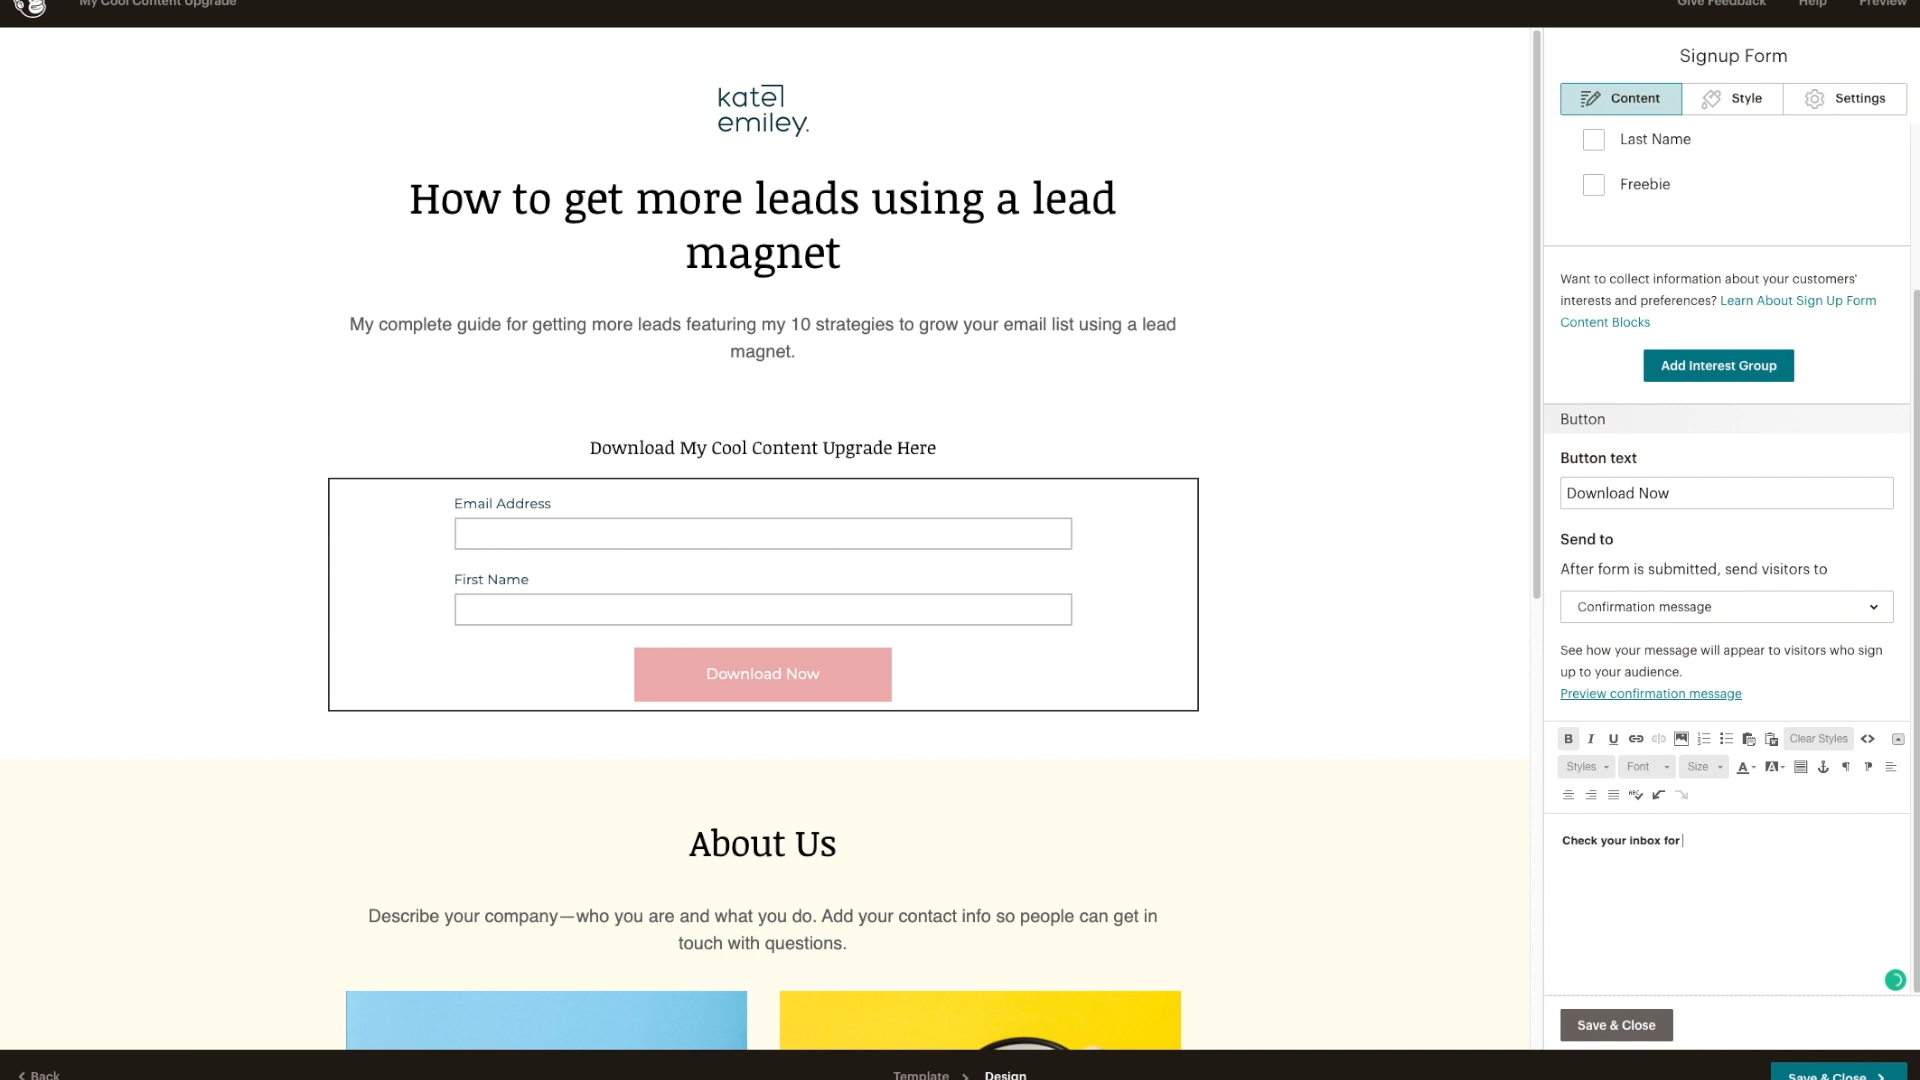 My Cool Content Upgrade
Give Feedback
Help
Preview
katel
emiley.
How to get more leads using a lead
magnet
My complete guide for getting more leads featuring my 10 strategies to grow your email list using a lead
magnet.
Download My Cool Content Upgrade Here
Email Address
First Name
Download Now
About Us
Describe your company—who you are and what you do. Add your contact info so people can get in
touch with questions.
Signup Form
Content
Style
Settings
Last Name
Freebie
Want to collect information about your customers'
interests and preferences? Learn About Sign Up Form
Content Blocks
Add Interest Group
Button
Button text
Download Now
Send to
After form is submitted, send visitors to
Confirmation message
See how your message will appear to visitors who sign
up to your audience.
Preview confirmation message
B I U Clear Styles
Styles Font Size A A
ABC
Check your inbox for
Save & Close
Back
Template
Design
Save & Close